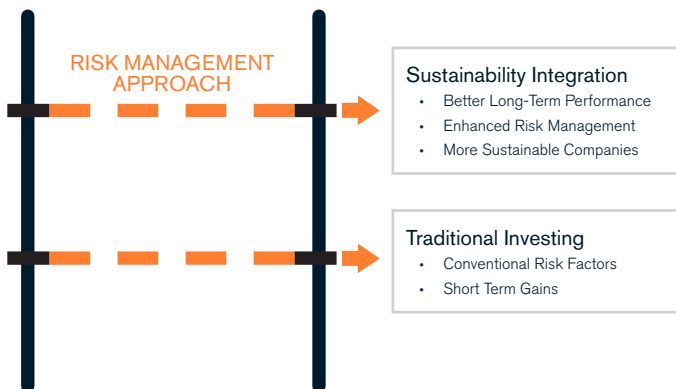 RISK MANAGEMENT
APPROACH
Sustainability Integration
• Better Long-Term Performance
• Enhanced Risk Management
• More Sustainable Companies
Traditional Investing
• Conventional Risk Factors
• Short Term Gains